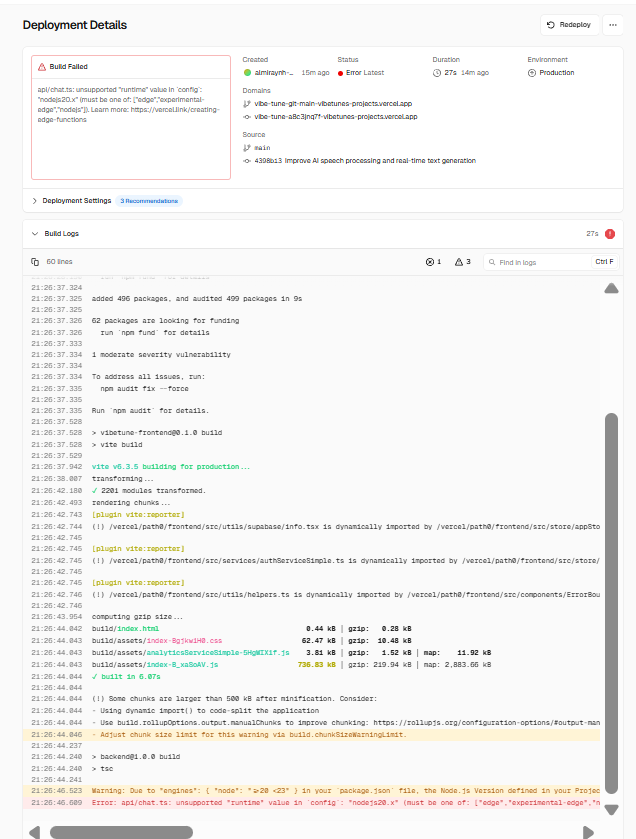 Deployment Details
Redeploy
Build Failed
api/chat.ts: unsupported "runtime" value in `config`:
"nodejs20.x" (must be one of: ["edge","experimental-
edge","nodejs"]). Learn more: https://vercel.link/creating-
edge-functions
Created
almiraynh-… 15m ago
Status
Error Latest
Duration
27s 14m ago
Environment
Production
Domains
vibe-tune-git-main-vibetunes-projects.vercel.app
vibe-tune-a8c3jnq7f-vibetunes-projects.vercel.app
Source
main
4398b13 Improve AI speech processing and real-time text generation
Deployment Settings 3 Recommendations
Build Logs 27s
60 lines 1 3 Find in logs Ctrl F
21:26:37.324
21:26:37.325 added 496 packages, and audited 499 packages in 9s
21:26:37.325
21:26:37.326 62 packages are looking for funding
21:26:37.326 run `npm fund` for details
21:26:37.333
21:26:37.334 1 moderate severity vulnerability
21:26:37.334
21:26:37.334 To address all issues, run:
21:26:37.335 npm audit fix --force
21:26:37.335
21:26:37.335 Run `npm audit` for details.
21:26:37.528
21:26:37.528 > vibetune-frontend@0.1.0 build
21:26:37.528 > vite build
21:26:37.529
21:26:37.942 vite v6.3.5 building for production...
21:26:38.007 transforming...
21:26:42.180 ✓ 2201 modules transformed.
21:26:42.493 rendering chunks...
21:26:42.743 [plugin vite:reporter]
21:26:42.744 (!) /vercel/path0/frontend/src/utils/supabase/info.tsx is dynamically imported by /vercel/path0/frontend/src/store/appSto
21:26:42.745
21:26:42.745 [plugin vite:reporter]
21:26:42.745 (!) /vercel/path0/frontend/src/services/authServiceSimple.ts is dynamically imported by /vercel/path0/frontend/src/store/
21:26:42.745
21:26:42.745 [plugin vite:reporter]
21:26:42.746 (!) /vercel/path0/frontend/src/utils/helpers.ts is dynamically imported by /vercel/path0/frontend/src/components/ErrorBou
21:26:42.746
21:26:43.954 computing gzip size...
21:26:44.042 build/index.html 0.44 kB │ gzip: 0.28 kB
21:26:44.043 build/assets/index-BgjkwiH0.css 62.47 kB │ gzip: 10.48 kB
21:26:44.043 build/assets/analyticsServiceSimple-5HgWIX1f.js 3.81 kB │ gzip: 1.52 kB │ map: 11.92 kB
21:26:44.043 build/assets/index-B_xaSoAV.js 736.83 kB │ gzip: 219.94 kB │ map: 2,883.66 kB
21:26:44.044 ✓ built in 6.07s
21:26:44.044
21:26:44.044 (!) Some chunks are larger than 500 kB after minification. Consider:
21:26:44.044 - Using dynamic import() to code-split the application
21:26:44.044 - Use build.rollupOptions.output.manualChunks to improve chunking: https://rollupjs.org/configuration-options/#output-man
21:26:44.046 - Adjust chunk size limit for this warning via build.chunkSizeWarningLimit.
21:26:44.237
21:26:44.240 > backend@1.0.0 build
21:26:44.240 > tsc
21:26:44.241
21:26:46.523 Warning: Due to "engines": { "node": ">=20 <23" } in your `package.json` file, the Node.js Version defined in your Projec
21:26:46.609 Error: api/chat.ts: unsupported "runtime" value in `config`: "nodejs20.x" (must be one of: ["edge","experimental-edge","n